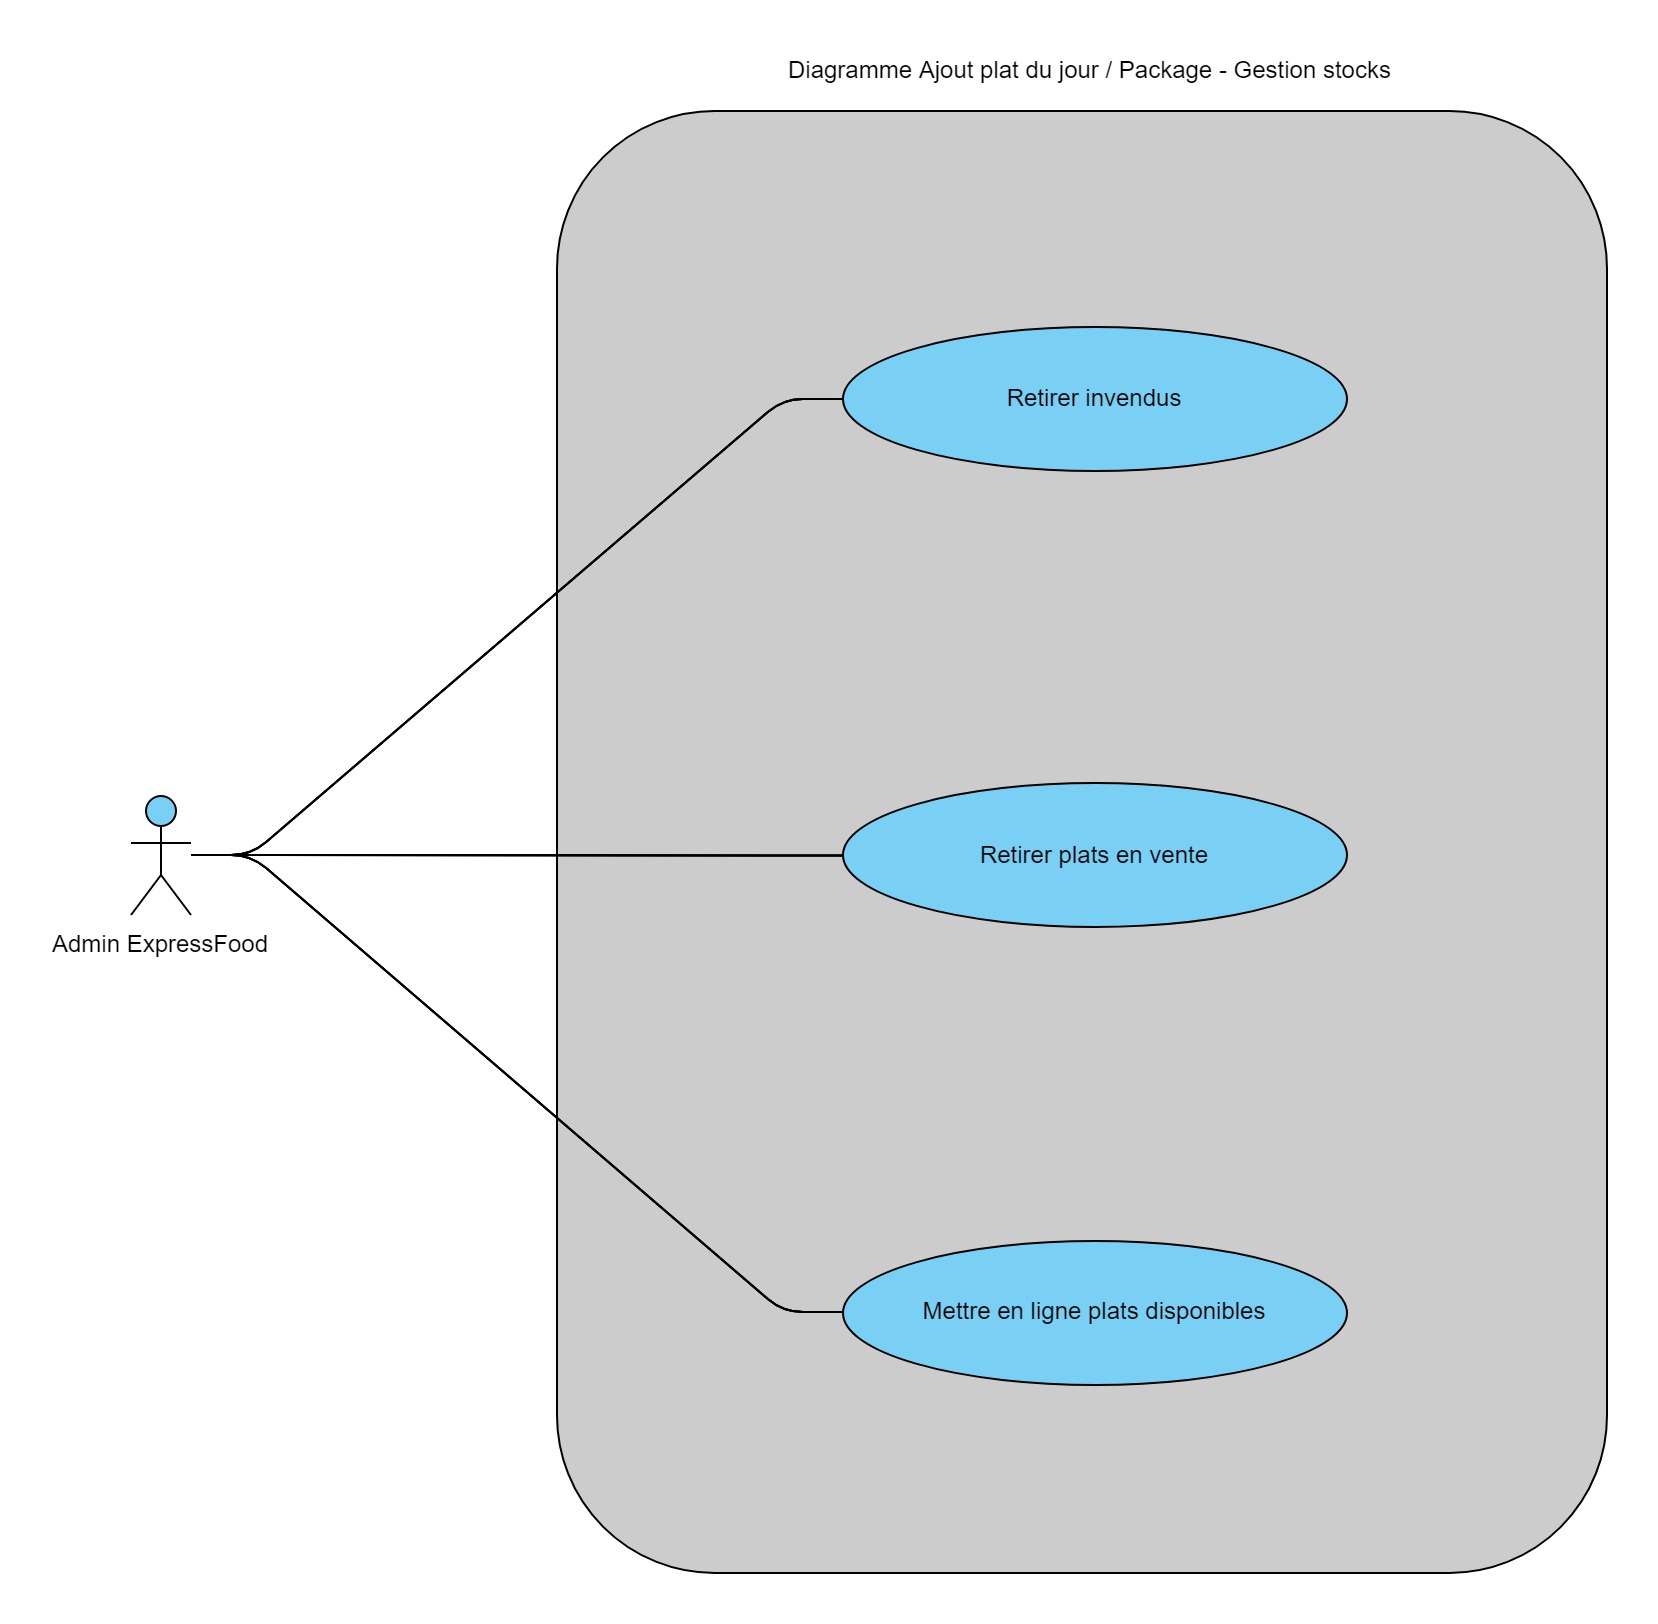 Diagramme Ajout plat du jour / Package - Gestion stocks
Retirer invendus
Retirer plats en vente
Admin ExpressFood
Mettre en ligne plats disponibles